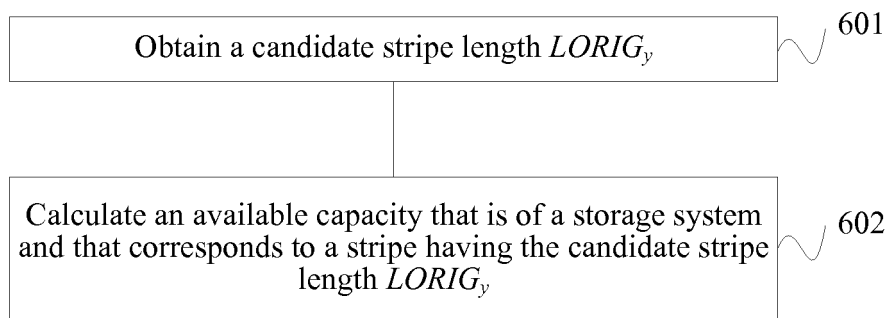 Obtain a candidate stripe length LORIGy
601
Calculate an available capacity that is of a storage system
and that corresponds to a stripe having the candidate stripe
length LORIGy
602